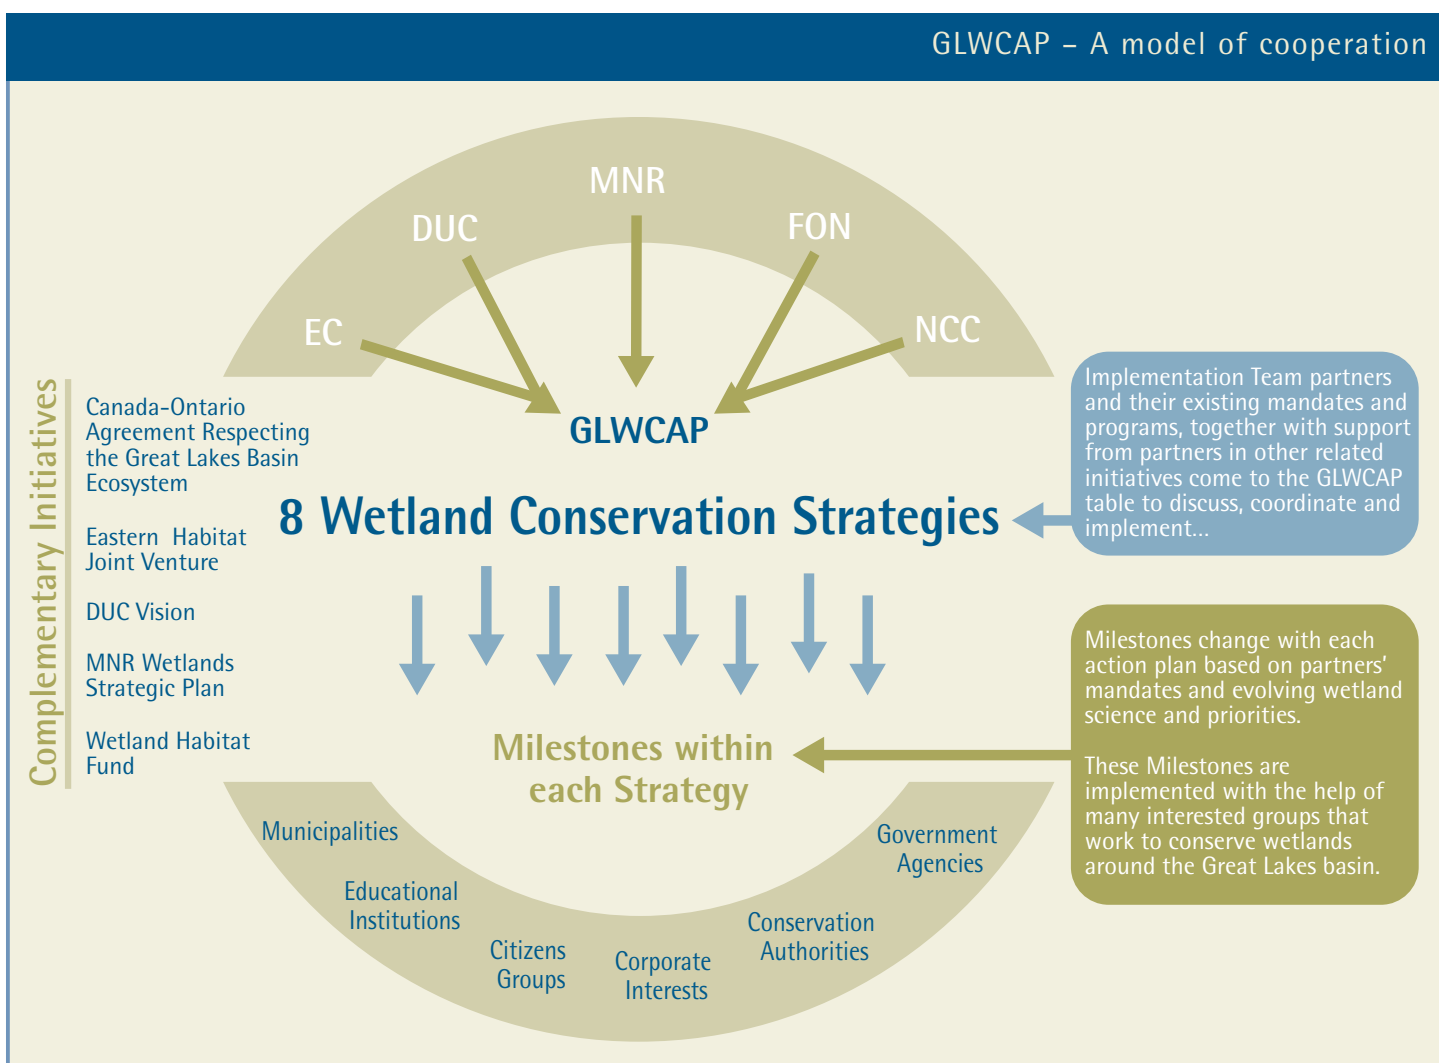 GLWCAP – A model of cooperation
MNR
DUC
FON
EC
NCC
GLWCAP
8 Wetland Conservation Strategies
Complementary Initiatives
Canada-Ontario
Agreement Respecting
the Great Lakes Basin
Ecosystem
Eastern Habitat
Joint Venture
DUC Vision
MNR Wetlands
Strategic Plan
Wetland Habitat
Fund
Implementation Team partners
and their existing mandates and
programs, together with support
from partners in other related
initiatives come to the GLWCAP
table to discuss, coordinate and
implement...
Milestones within
each Strategy
Milestones change with each
action plan based on partners’
mandates and evolving wetland
science and priorities.
These Milestones are
implemented with the help of
many interested groups that
work to conserve wetlands
around the Great Lakes basin.
Municipalities
Educational
Institutions
Citizens
Groups
Corporate
Interests
Conservation
Authorities
Government
Agencies